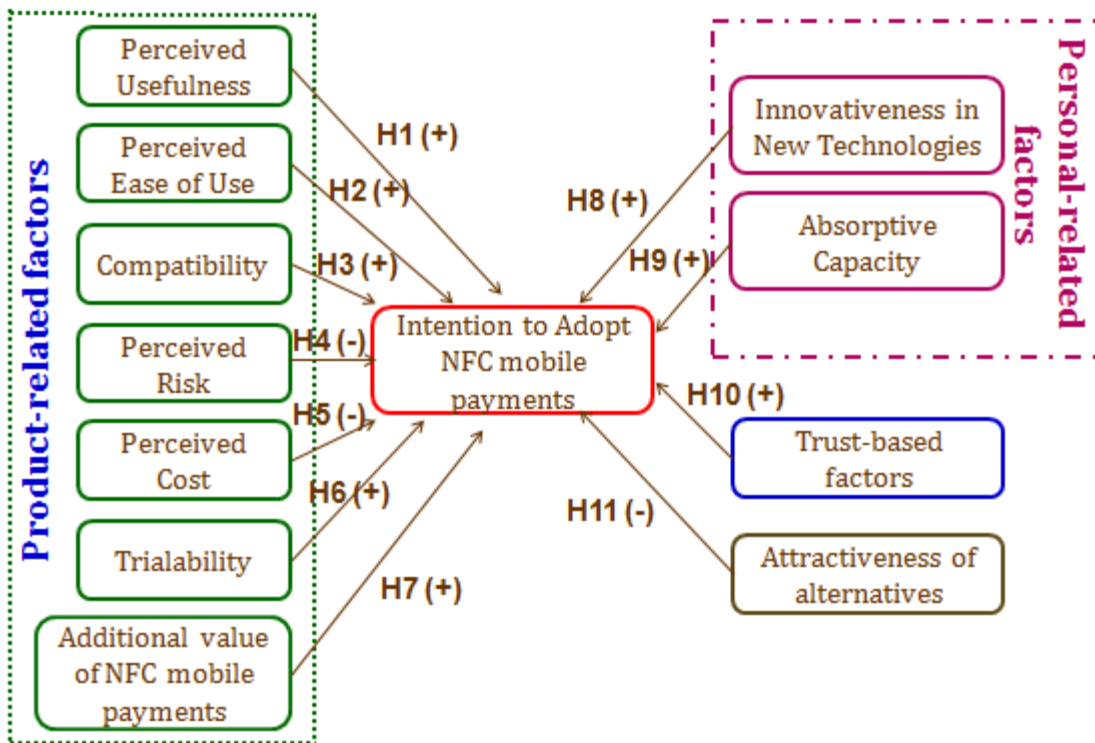 Product-related factors
Perceived
Usefulness
Perceived
Ease of Use
Compatibility
Perceived
Risk
Perceived
Cost
Trialability
Additional value
of NFC mobile
payments
H1 (+)
H2 (+)
H3 (+)
H4 (-)
H5 (-)
H6 (+)
H7 (+)
Intention to Adopt
NFC mobile
payments
H8 (+)
H9 (+)
H10 (+)
H11 (-)
Personal-related
factors
Innovativeness in
New Technologies
Absorptive
Capacity
Trust-based
factors
Attractiveness of
alternatives